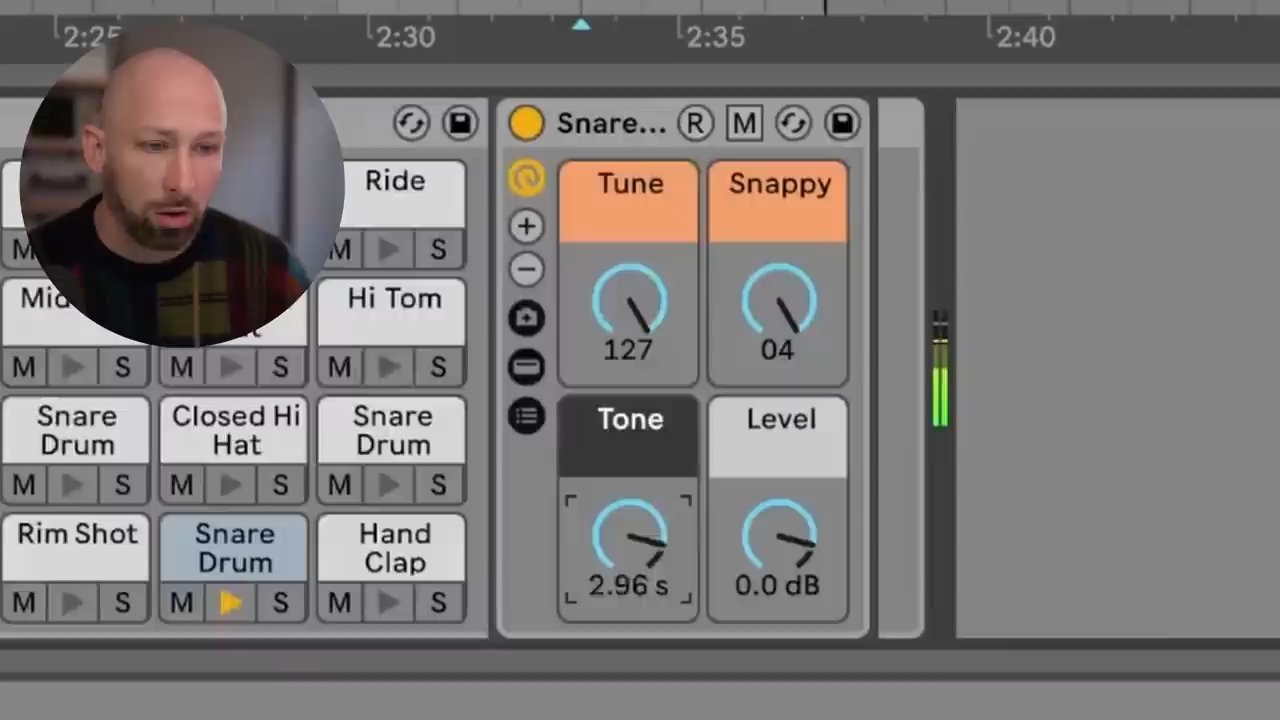 2:25
2:30
2:35
2:40
Snare...
R
M
Ride
Tune
Snappy
M
M
S
Mid
Hi Tom
127
04
M
S
M
S
M
S
Snare
Drum
Closed Hi
Hat
Snare
Drum
Tone
Level
M
S
M
S
M
S
Rim Shot
Snare
Drum
Hand
Clap
2.96 s
0.0 dB
M
S
M
S
M
S